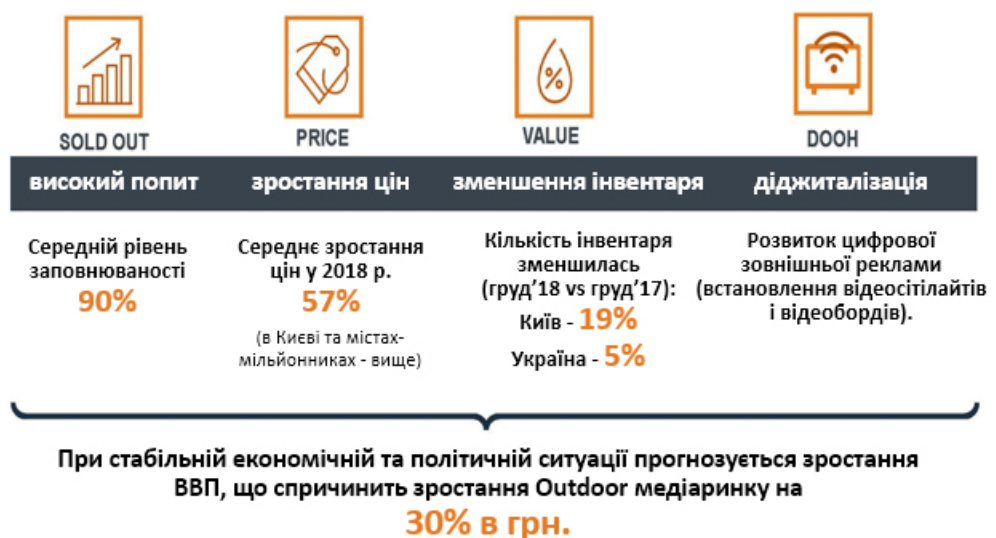 SOLD OUT
PRICE
%
VALUE
DOOH
високий попит
зростання цін
зменшення інвентаря
діджиталізація
Середній рівень
заповнюваності
90%
Середнє зростання
цін у 2018 р.
57%
(в Києві та містах-
мільйонниках - вище)
Кількість інвентаря
зменшилась
(груд’18 vs груд’17):
Київ - 19%
Україна - 5%
Розвиток цифрової
зовнішньої реклами
(встановлення відеосітілайтів
і відеобордів).
При стабільній економічній та політичній ситуації прогнозується зростання
ВВП, що спричинить зростання Outdoor медіаринку на
30% в грн.